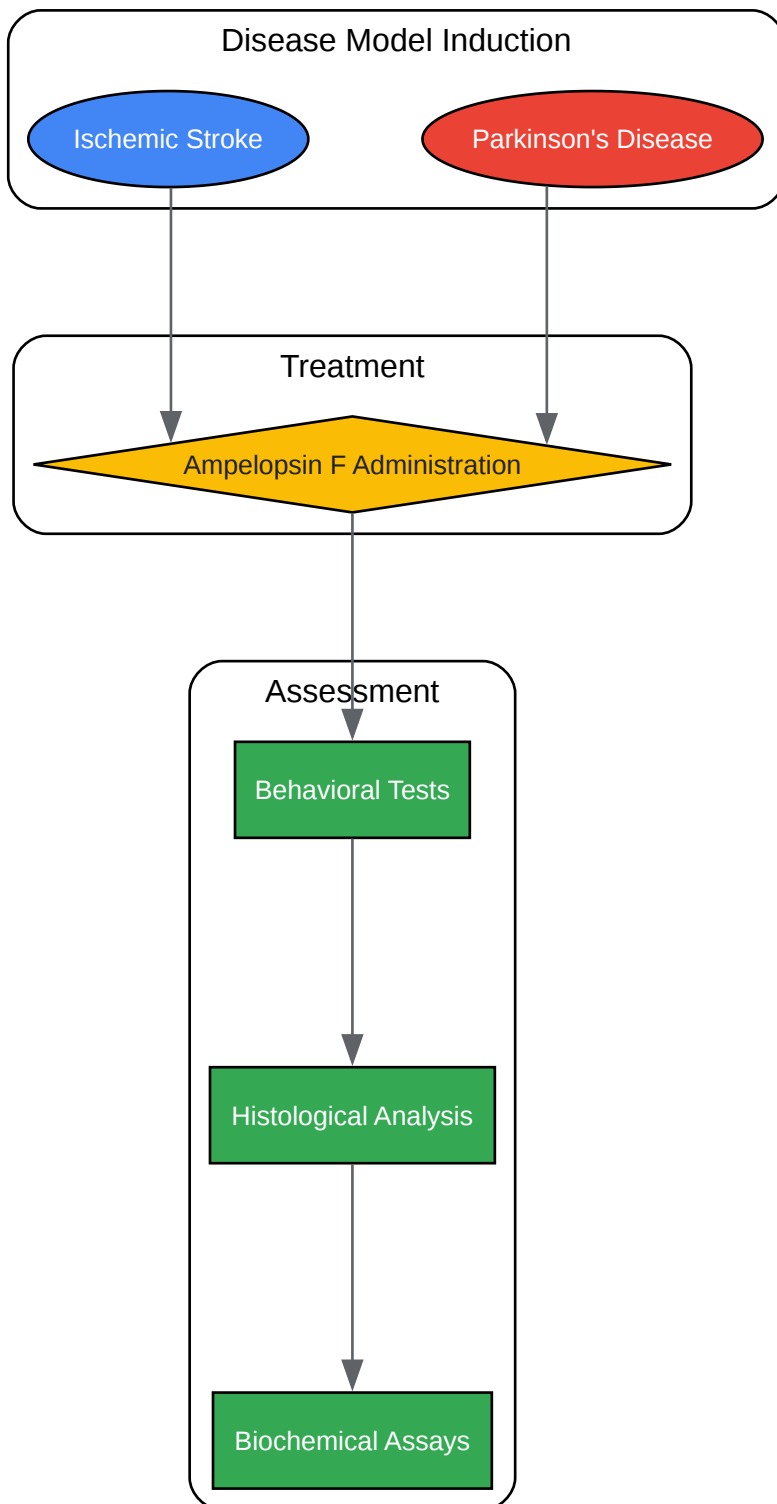 Disease Model Induction
Ischemic Stroke
Parkinson's Disease
Treatment
Ampelopsin F Administration
Assessment
Behavioral Tests
Histological Analysis
Biochemical Assays